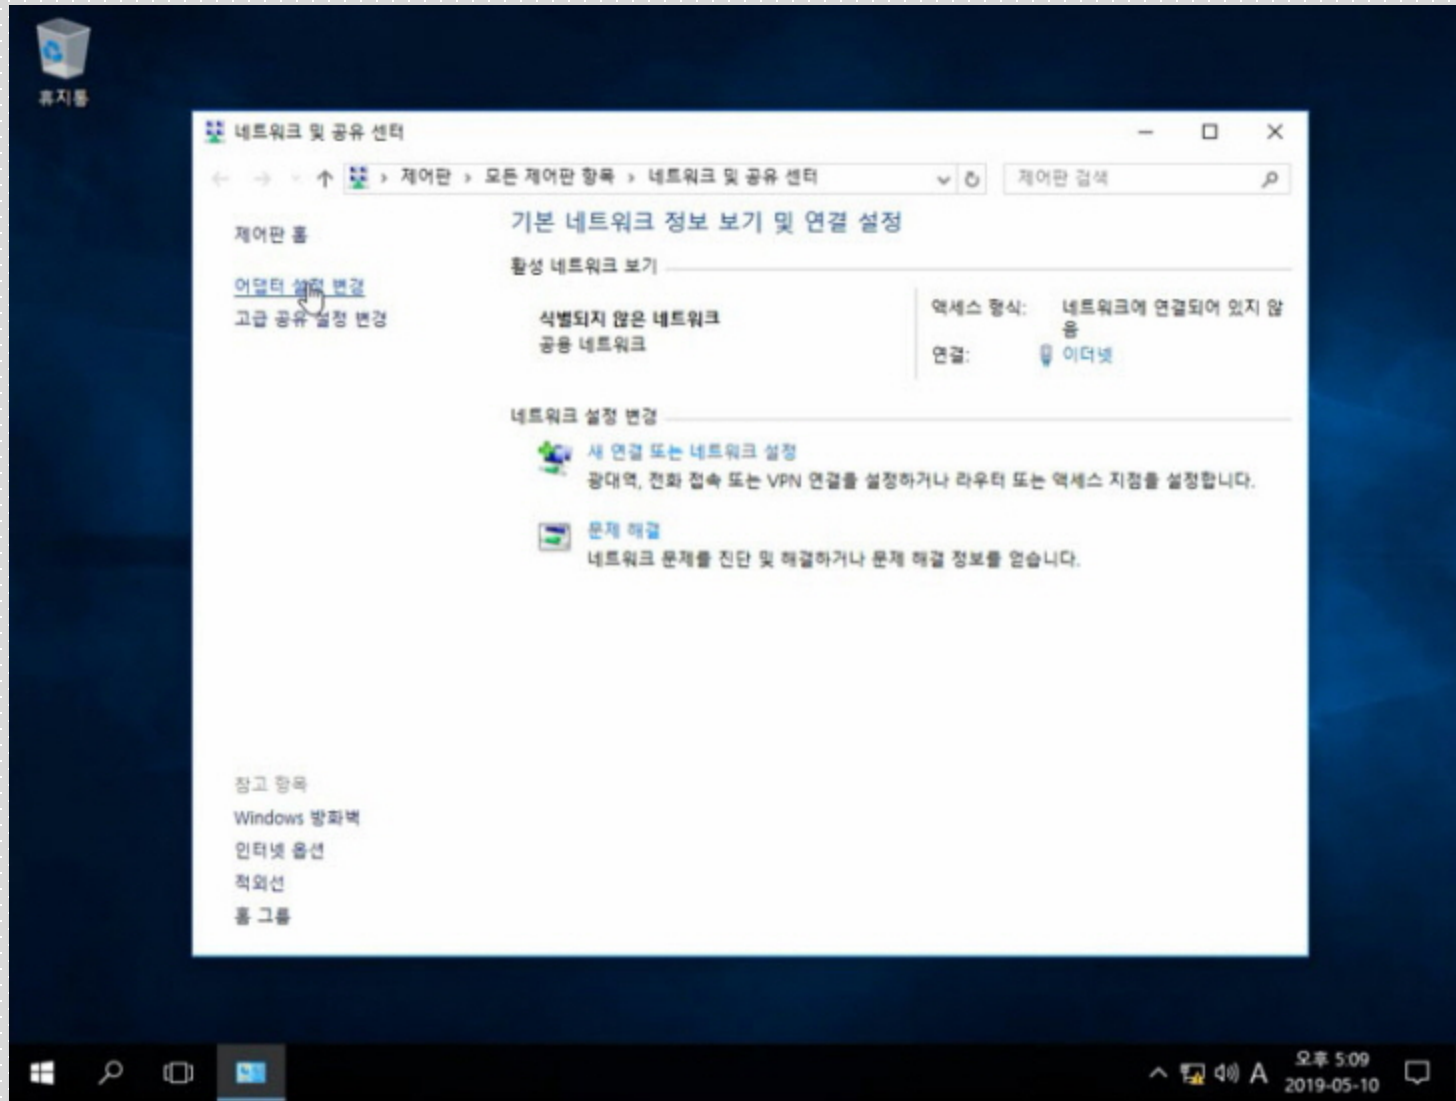 휴지통
네트워크 및 공유 센터
제어판 › 모든 제어판 항목 › 네트워크 및 공유 센터
제어판 검색
제어판 홈
어댑터 설정 변경
고급 공유 설정 변경
기본 네트워크 정보 보기 및 연결 설정
활성 네트워크 보기
식별되지 않은 네트워크
공용 네트워크
액세스 형식: 네트워크에 연결되어 있지 않
음
연결: 이더넷
네트워크 설정 변경
새 연결 또는 네트워크 설정
광대역, 전화 접속 또는 VPN 연결을 설정하거나 라우터 또는 액세스 지점을 설정합니다.
문제 해결
네트워크 문제를 진단 및 해결하거나 문제 해결 정보를 얻습니다.
참고 항목
Windows 방화벽
인터넷 옵션
적외선
홈 그룹
A
오후 5:09
2019-05-10